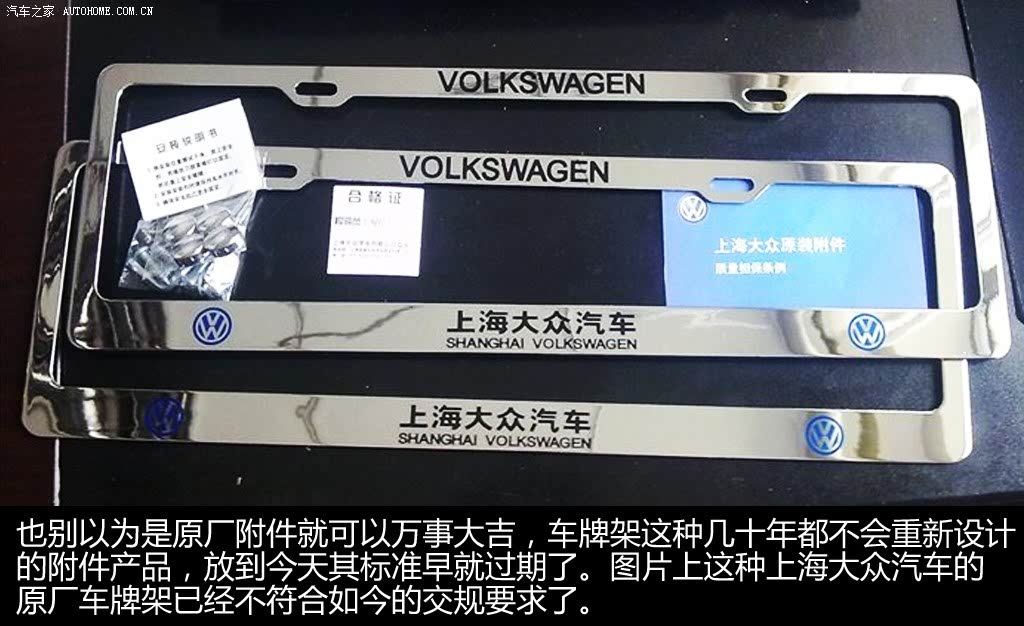 汽车之家 AUTOHOME.COM.CN
VOLKSWAGEN
安装说明书
VOLKSWAGEN
合格证
上海大众原装附件
质量担保条例
上海大众汽车
SHANGHAI VOLKSWAGEN
上海大众汽车
SHANGHAI VOLKSWAGEN
也别以为是原厂附件就可以万事大吉，车牌架这种几十年都不会重新设计
的附件产品，放到今天其标准早就过期了。图片上这种上海大众汽车的
原厂车牌架已经不符合如今的交规要求了。